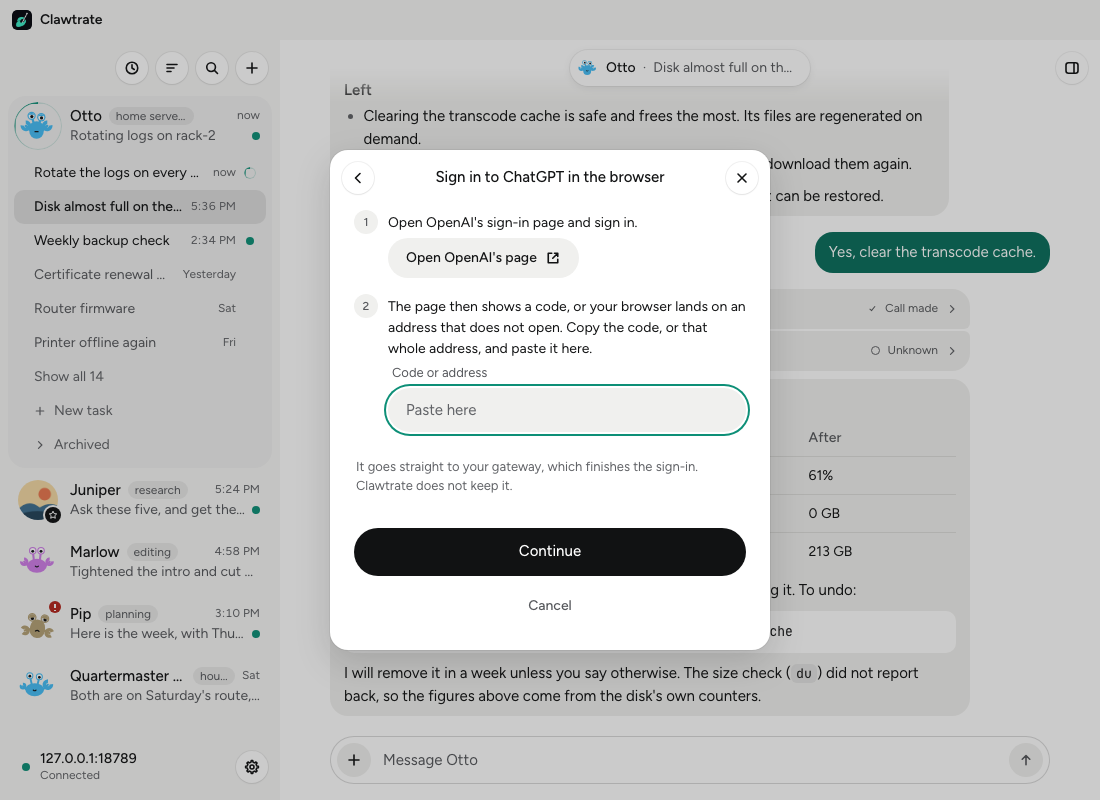 Clawtrate
Otto home serve... now
Rotating logs on rack-2
Rotate the logs on every ... now
Disk almost full on the... 5:36 PM
Weekly backup check 2:34 PM
Certificate renewal ... Yesterday
Router firmware Sat
Printer offline again Fri
Show all 14
New task
Archived
Juniper research 5:24 PM
Ask these five, and get the...
Marlow editing 4:58 PM
Tightened the intro and cut ...
Pip planning 3:10 PM
Here is the week, with Thu...
Quartermaster ... hou... Sat
Both are on Saturday's route,...
127.0.0.1:18789
Connected
Otto · Disk almost full on th...
Left
Clearing the transcode cache is safe and frees the most. Its files are regenerated on
demand.
download them again.
can be restored.
Yes, clear the transcode cache.
Call made
Unknown
After
61%
0 GB
213 GB
it. To undo:
I will remove it in a week unless you say otherwise. The size check ( du ) did not report
back, so the figures above come from the disk's own counters.
Message Otto
Sign in to ChatGPT in the browser
1 Open OpenAI's sign-in page and sign in.
Open OpenAI's page
2 The page then shows a code, or your browser lands on an
address that does not open. Copy the code, or that
whole address, and paste it here.
Code or address
Paste here
It goes straight to your gateway, which finishes the sign-in.
Clawtrate does not keep it.
Continue
Cancel